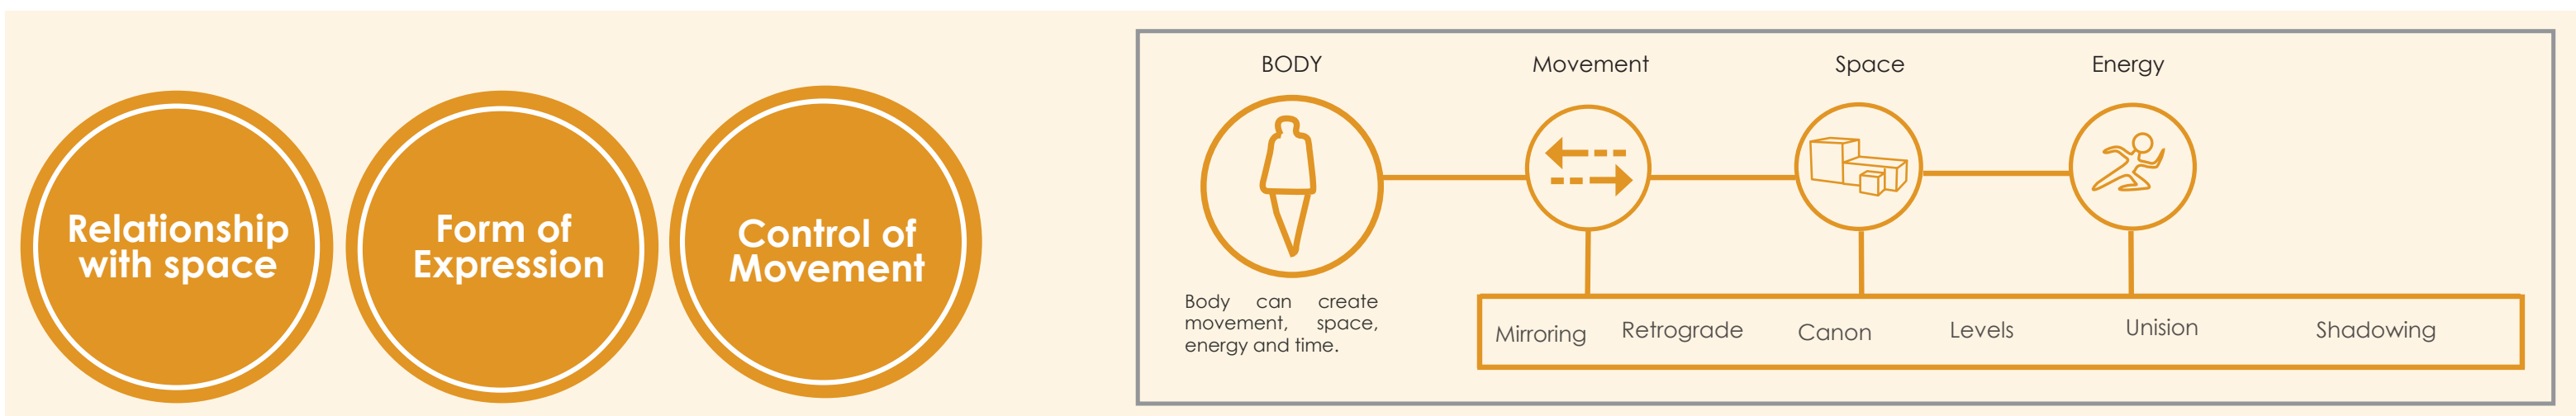 Relationship
with space
Form of
Expression
Control of
Movement
BODY
Movement
Space
Energy
Body can create
movement, space,
energy and time.
Mirroring
Retrograde
Canon
Levels
Unision
Shadowing